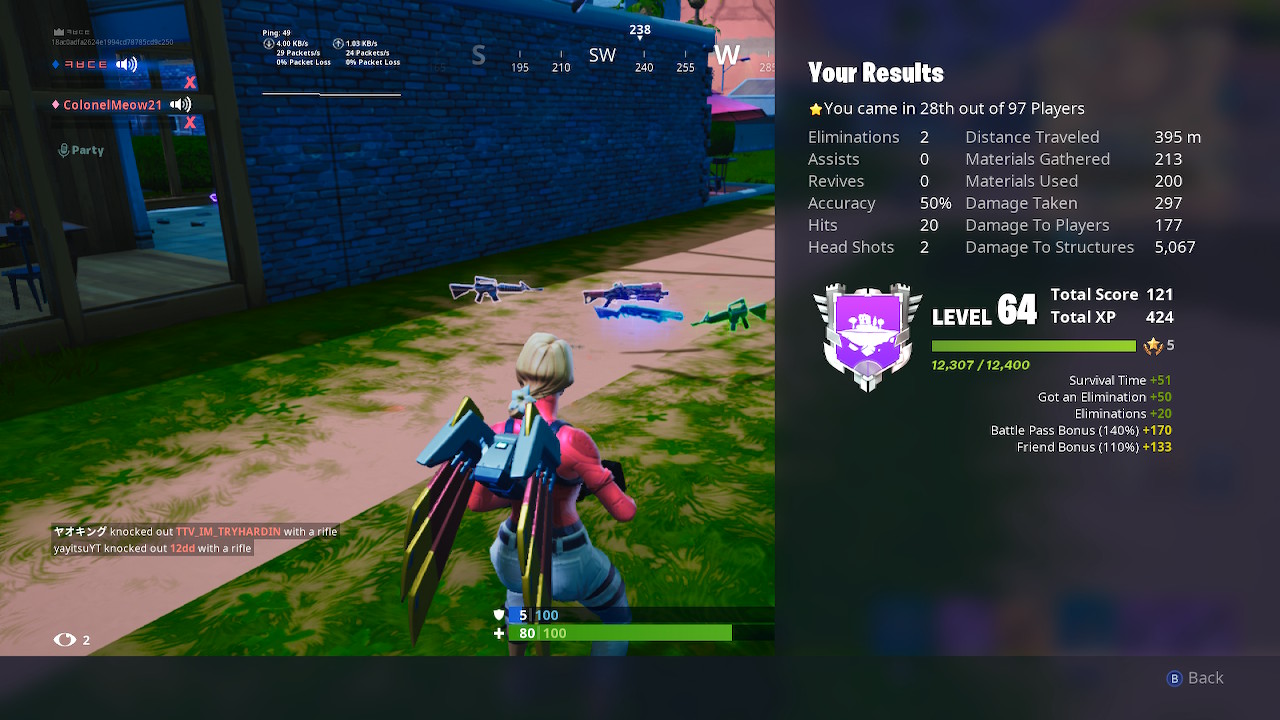 ㅋㅂㄷㅌ
Ping: 49
4.00 KB/s 1.03 KB/s
29 Packets/s 24 Packets/s
0% Packet Loss 0% Packet Loss
238
S 195 210 SW 240 255 W 285
ㅋㅂㄷㅌ
X
ColonelMeow21
X
Party
ヤオキング knocked out TTV_IM_TRYHARDIN with a rifle
yayitsuYT knocked out 12dd with a rifle
2
5 100
80 100
Your Results
You came in 28th out of 97 Players
Eliminations 2 Distance Traveled 395 m
Assists 0 Materials Gathered 213
Revives 0 Materials Used 200
Accuracy 50% Damage Taken 297
Hits 20 Damage To Players 177
Head Shots 2 Damage To Structures 5,067
LEVEL 64
Total Score 121
Total XP 424
5
12,307 / 12,400
Survival Time +51
Got an Elimination +50
Eliminations +20
Battle Pass Bonus (140%) +170
Friend Bonus (110%) +133
B Back